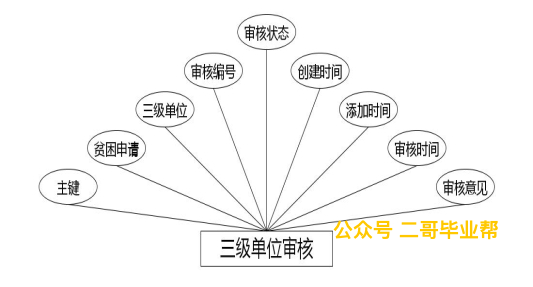 审核状态
审核编号
创建时间
三级单位
添加时间
贫困申请
审核时间
主键
审核意见
公众号 二哥毕业帮
三级单位审核